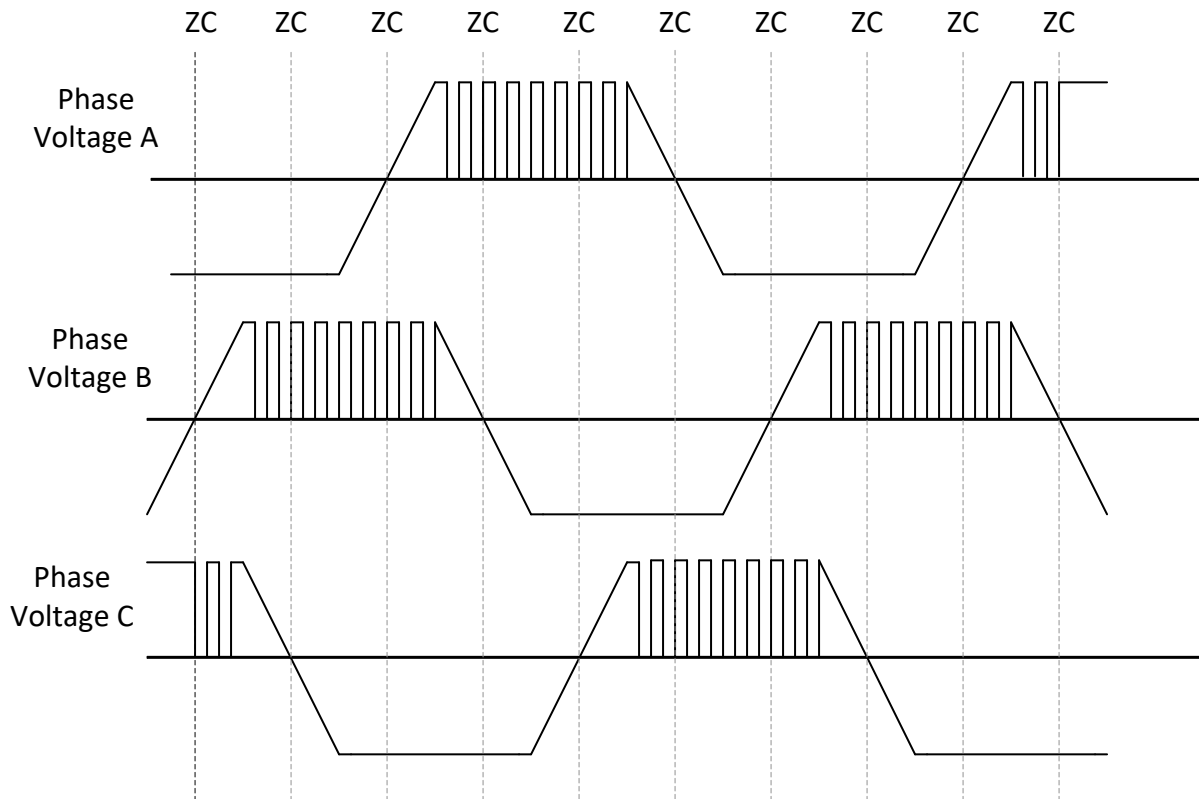 ZC ZC ZC ZC ZC ZC ZC ZC ZC ZC
Phase
Voltage A
Phase
Voltage B
Phase
Voltage C